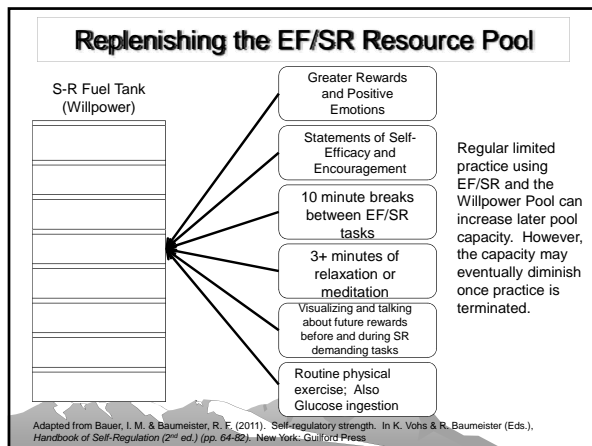 Replenishing the EF/SR Resource Pool
S-R Fuel Tank
(Willpower)
Greater Rewards
and Positive
Emotions
Statements of Self-
Efficacy and
Encouragement
10 minute breaks
between EF/SR
tasks
3+ minutes of
relaxation or
meditation
Visualizing and talking
about future rewards
before and during SR
demanding tasks
Routine physical
exercise; Also
Glucose ingestion
Regular limited
practice using
EF/SR and the
Willpower Pool can
increase later pool
capacity. However,
the capacity may
eventually diminish
once practice is
terminated.
Adapted from Bauer, I. M. & Baumeister, R. F. (2011). Self-regulatory strength. In K. Vohs & R. Baumeister (Eds.),
Handbook of Self-Regulation (2nd ed.) (pp. 64-82). New York: Guilford Press